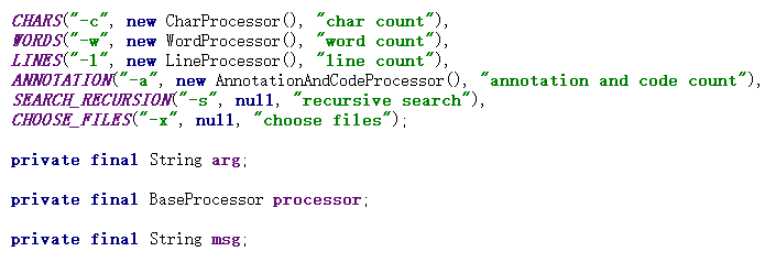 CHARS("-c", new CharProcessor(), "char count"),
WORDS("-w", new WordProcessor(), "word count"),
LINES("-l", new LineProcessor(), "line count"),
ANNOTATION("-a", new AnnotationAndCodeProcessor(), "annotation and code count"),
SEARCH_RECURSION("-s", null, "recursive search"),
CHOOSE_FILES("-x", null, "choose files");
private final String arg;
private final BaseProcessor processor;
private final String msg;